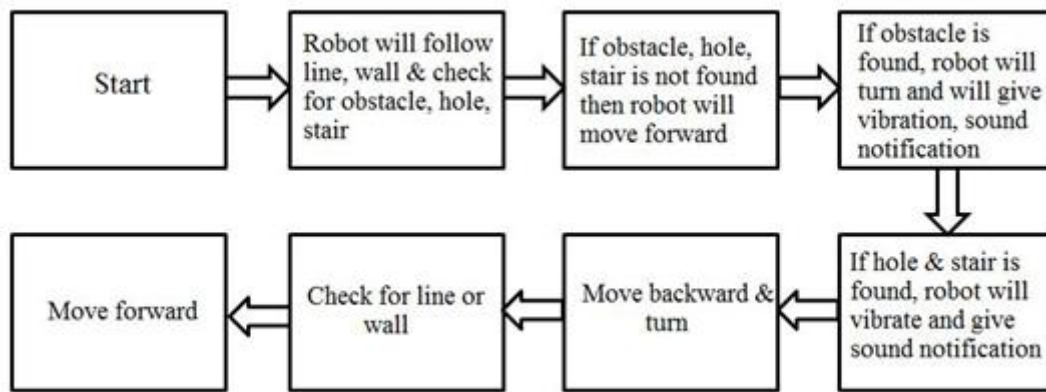 Start
Robot will follow
line, wall & check
for obstacle, hole,
stair
If obstacle, hole,
stair is not found
then robot will
move forward
If obstacle is
found, robot will
turn and will give
vibration, sound
notification
If hole & stair is
found, robot will
vibrate and give
sound notification
Move backward &
turn
Check for line or
wall
Move forward